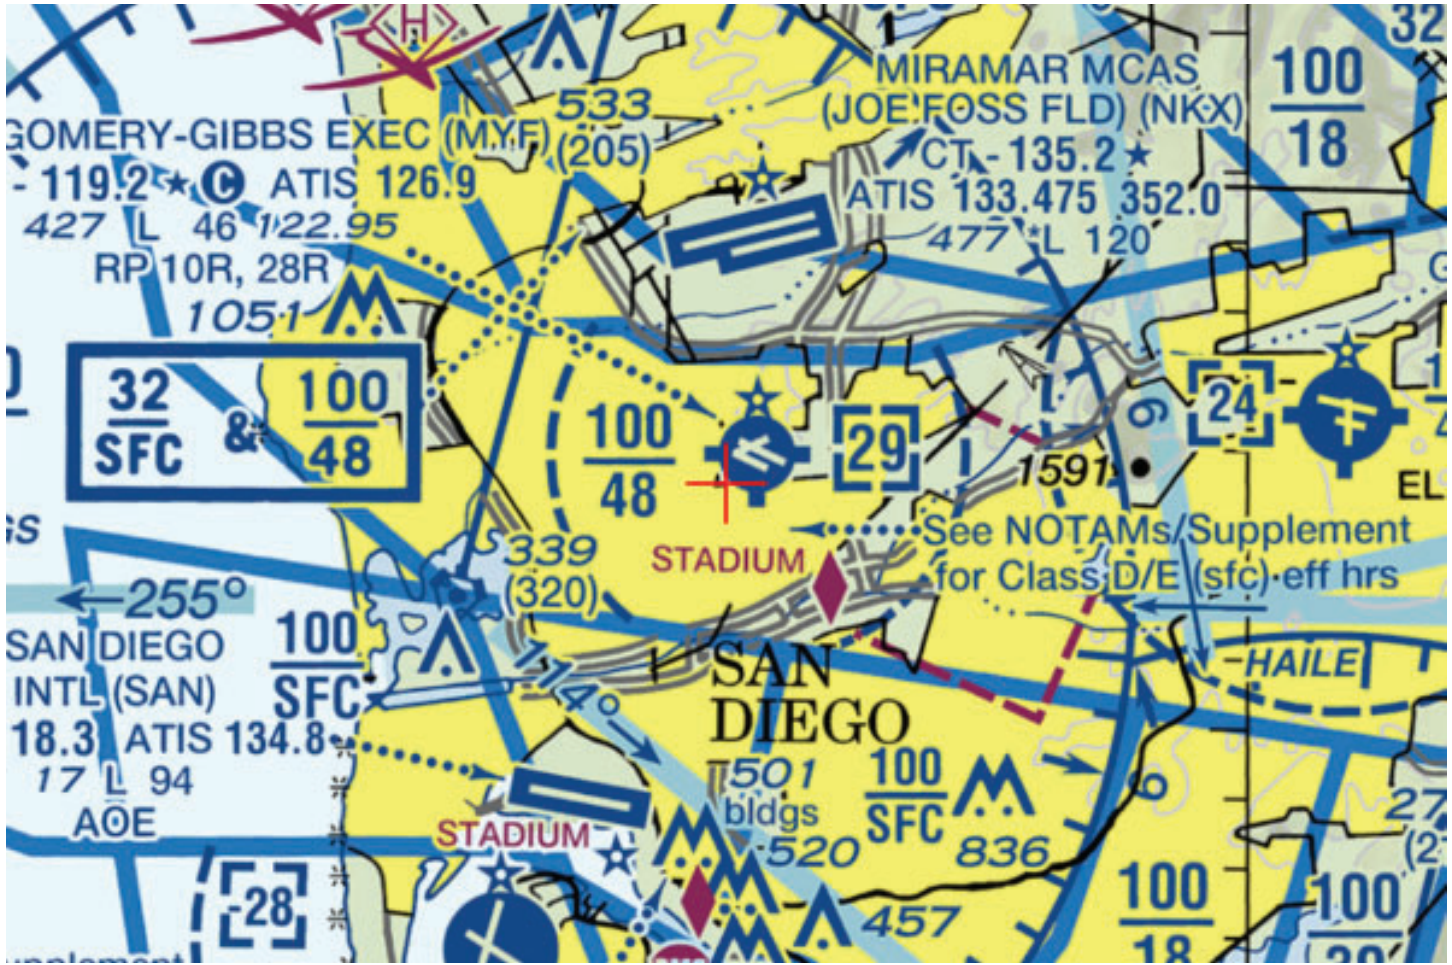 H
32
533
(205)
MIRAMAR MCAS
(JOE FOSS FLD) (NKX)
CT - 135.2
ATIS 133.475 352.0
477 *L 120
100
18
GOMERY-GIBBS EXEC (MYF)
- 119.2 C ATIS 126.9
427 L 46 122.95
RP 10R, 28R
1051
32
SFC
&
100
48
100
48
29
6
24
1591
EL
GS
STADIUM
See NOTAMs/Supplement
for Class D/E (sfc) eff hrs
339
(320)
255°
SAN DIEGO
INTL (SAN)
18.3 ATIS 134.8
17 L 94
AOE
100
SFC
114°
SAN
DIEGO
HAILE
501
bldgs
520
100
SFC
836
6
27
(2
STADIUM
-28
457
100
18
100